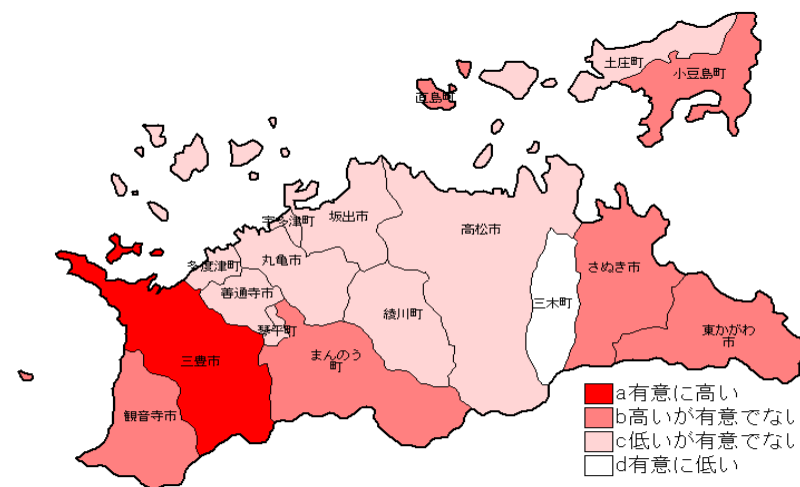 土庄町
小豆島町
直島町
宇多津町
坂出市
高松市
多度津町
丸亀市
さぬき市
善通寺市
三木町
綾川町
琴平町
東かがわ
市
三豊市
まんのう
町
観音寺市
a有意に高い
b高いが有意でない
c低いが有意でない
d有意に低い